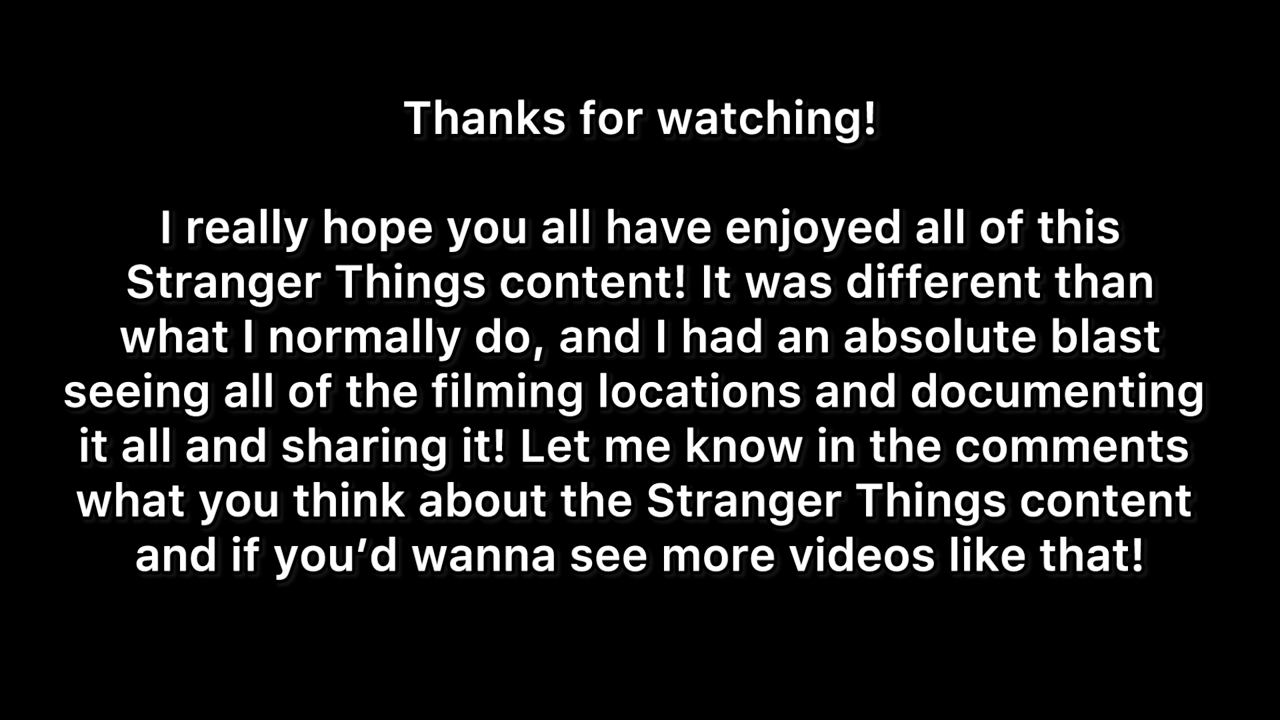 Thanks for watching!
I really hope you all have enjoyed all of this
Stranger Things content! It was different than
what I normally do, and I had an absolute blast
seeing all of the filming locations and documenting
it all and sharing it! Let me know in the comments
what you think about the Stranger Things content
and if you’d wanna see more videos like that!